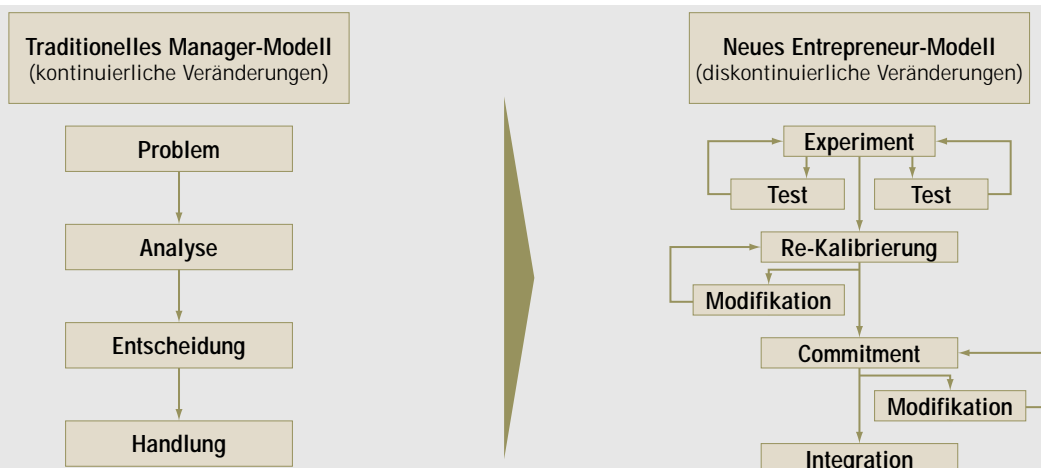 Traditionelles Manager-Modell
(kontinuierliche Veränderungen)
Problem
Analyse
Entscheidung
Handlung
Neues Entrepreneur-Modell
(diskontinuierliche Veränderungen)
Experiment
Test
Test
Re-Kalibrierung
Modifikation
Commitment
Modifikation
Integration